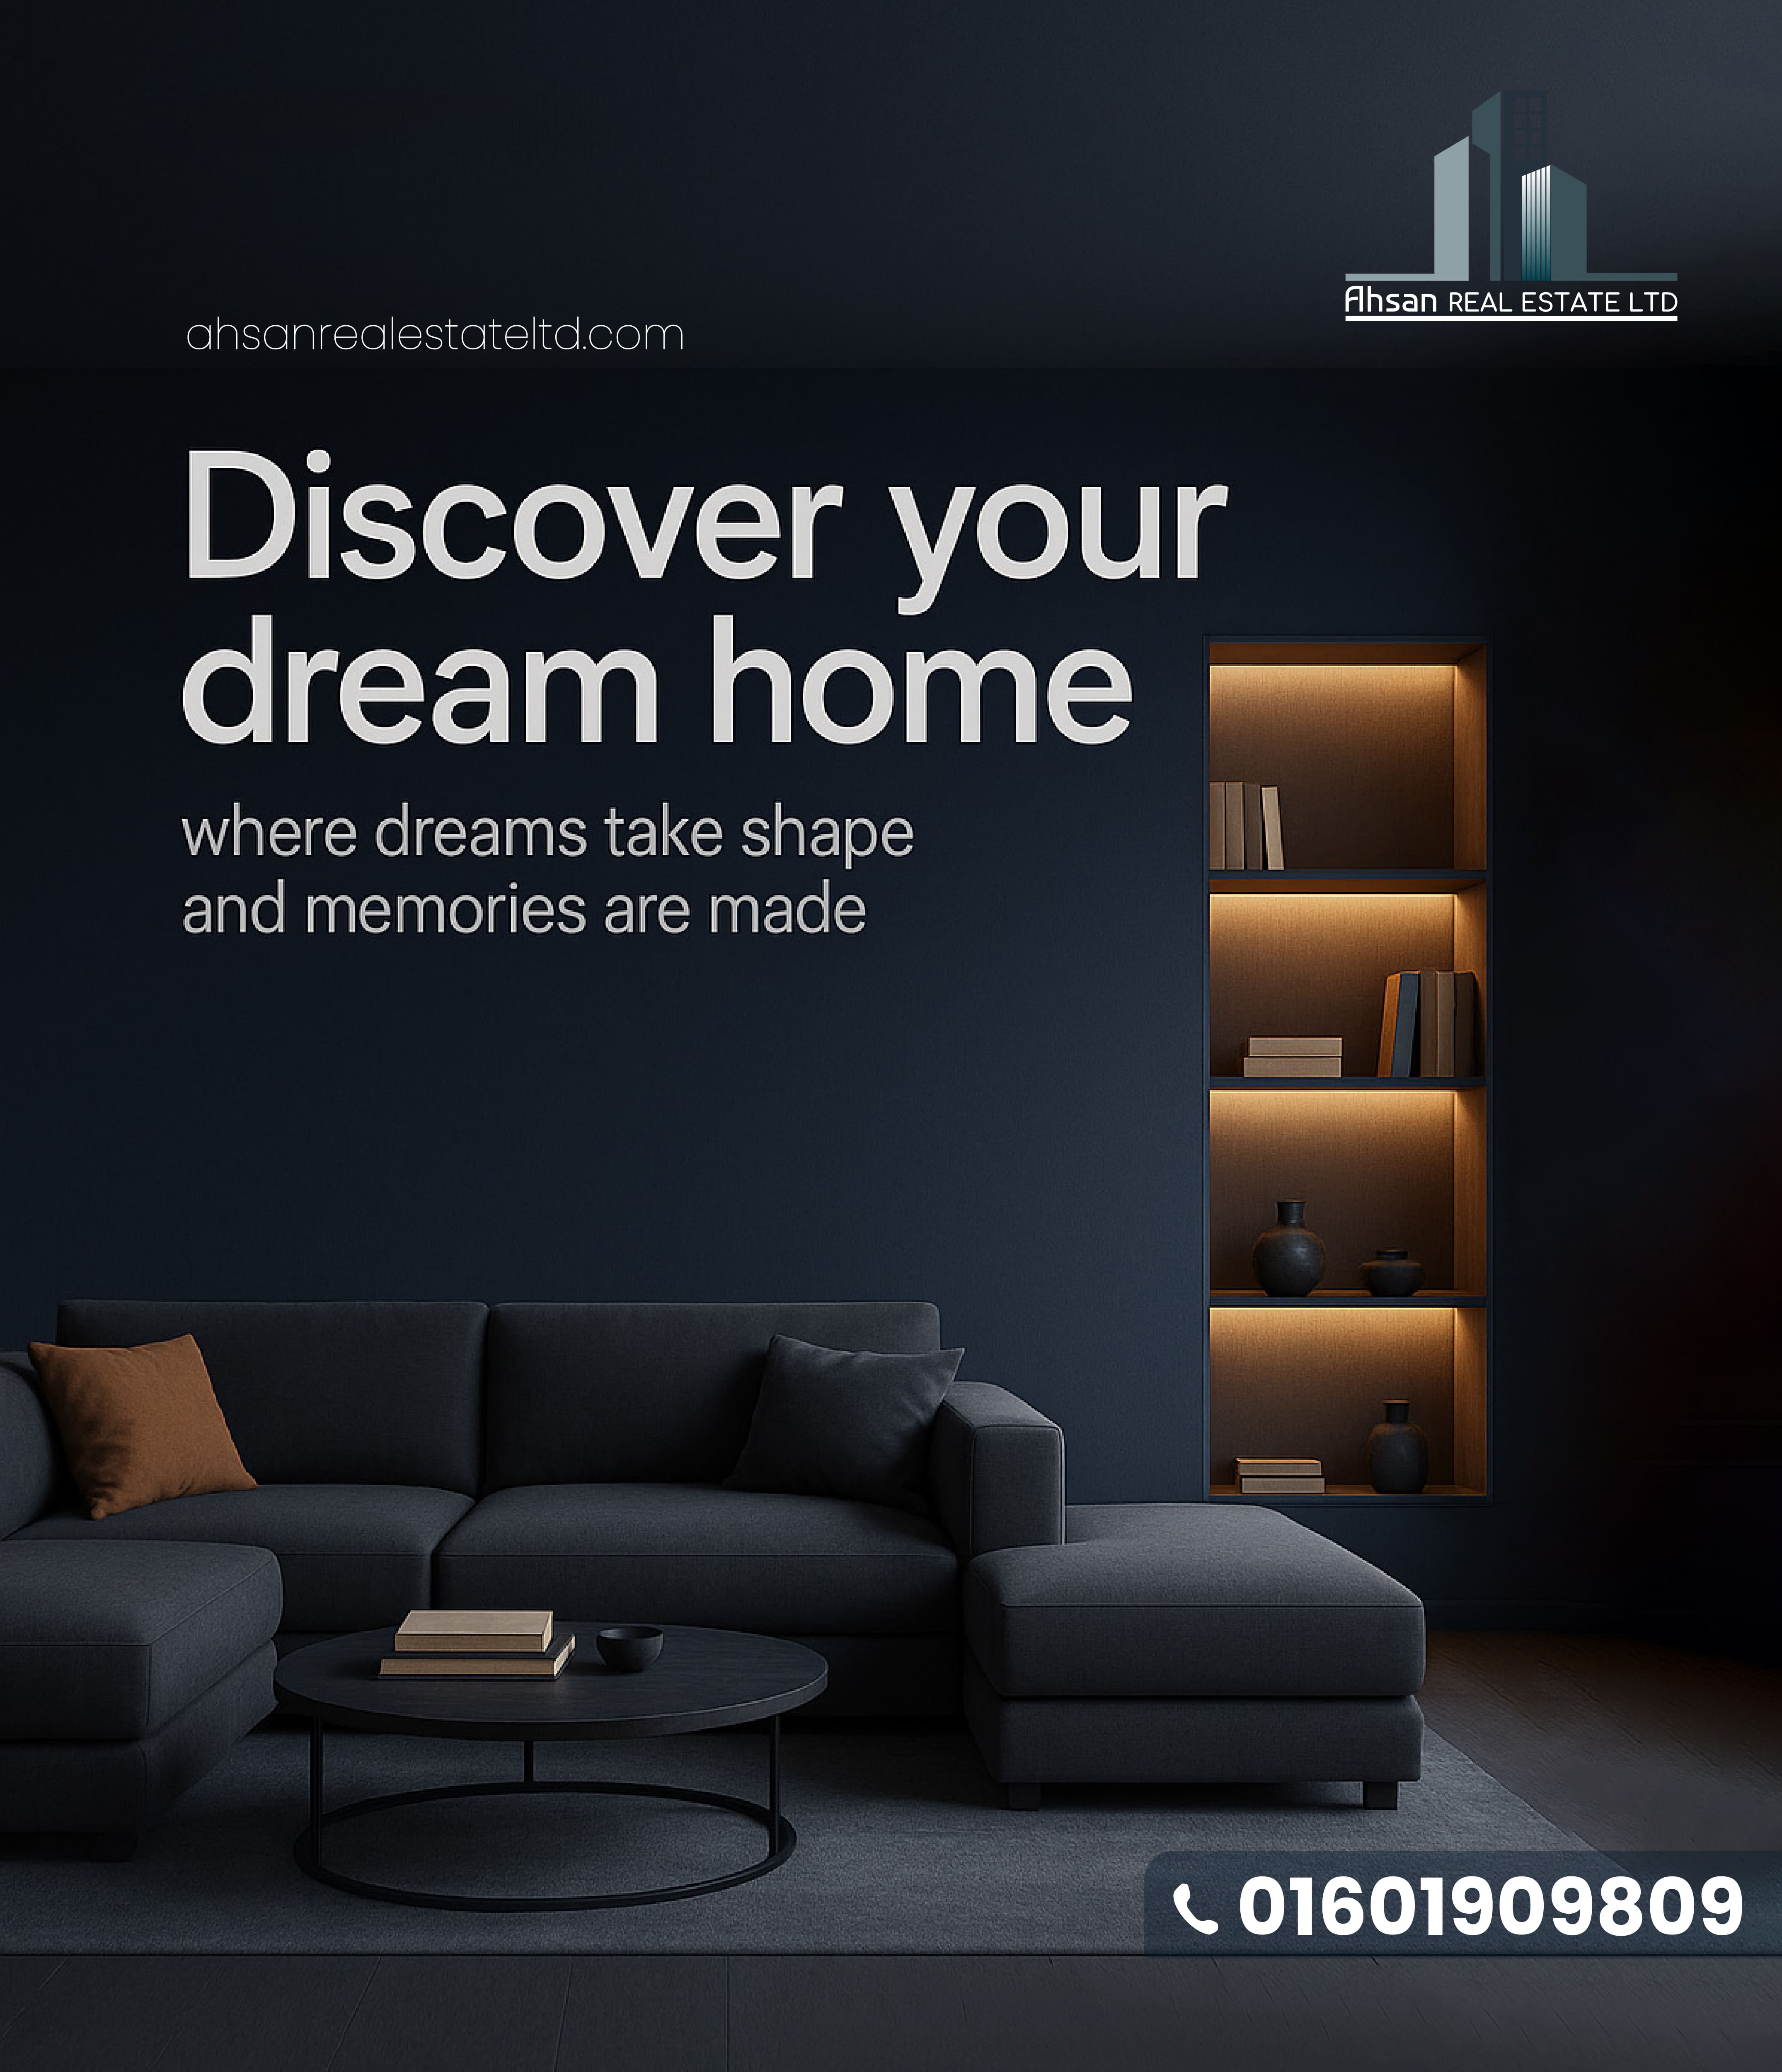 Ahsan REAL ESTATE LTD
ahsanrealestateltd.com
Discover your
dream home
where dreams take shape
and memories are made
01601909809